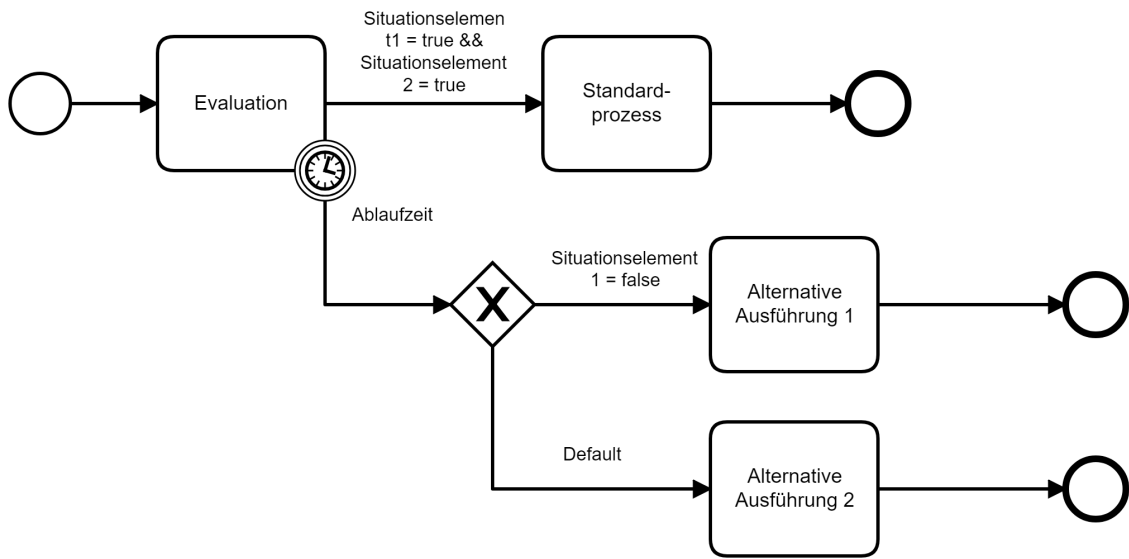 Situationselemen
t1 = true &&
Situationselement
2 = true
Evaluation
Standard-
prozess
Ablaufzeit
Situationselement
1 = false
Alternative
Ausführung 1
Default
Alternative
Ausführung 2